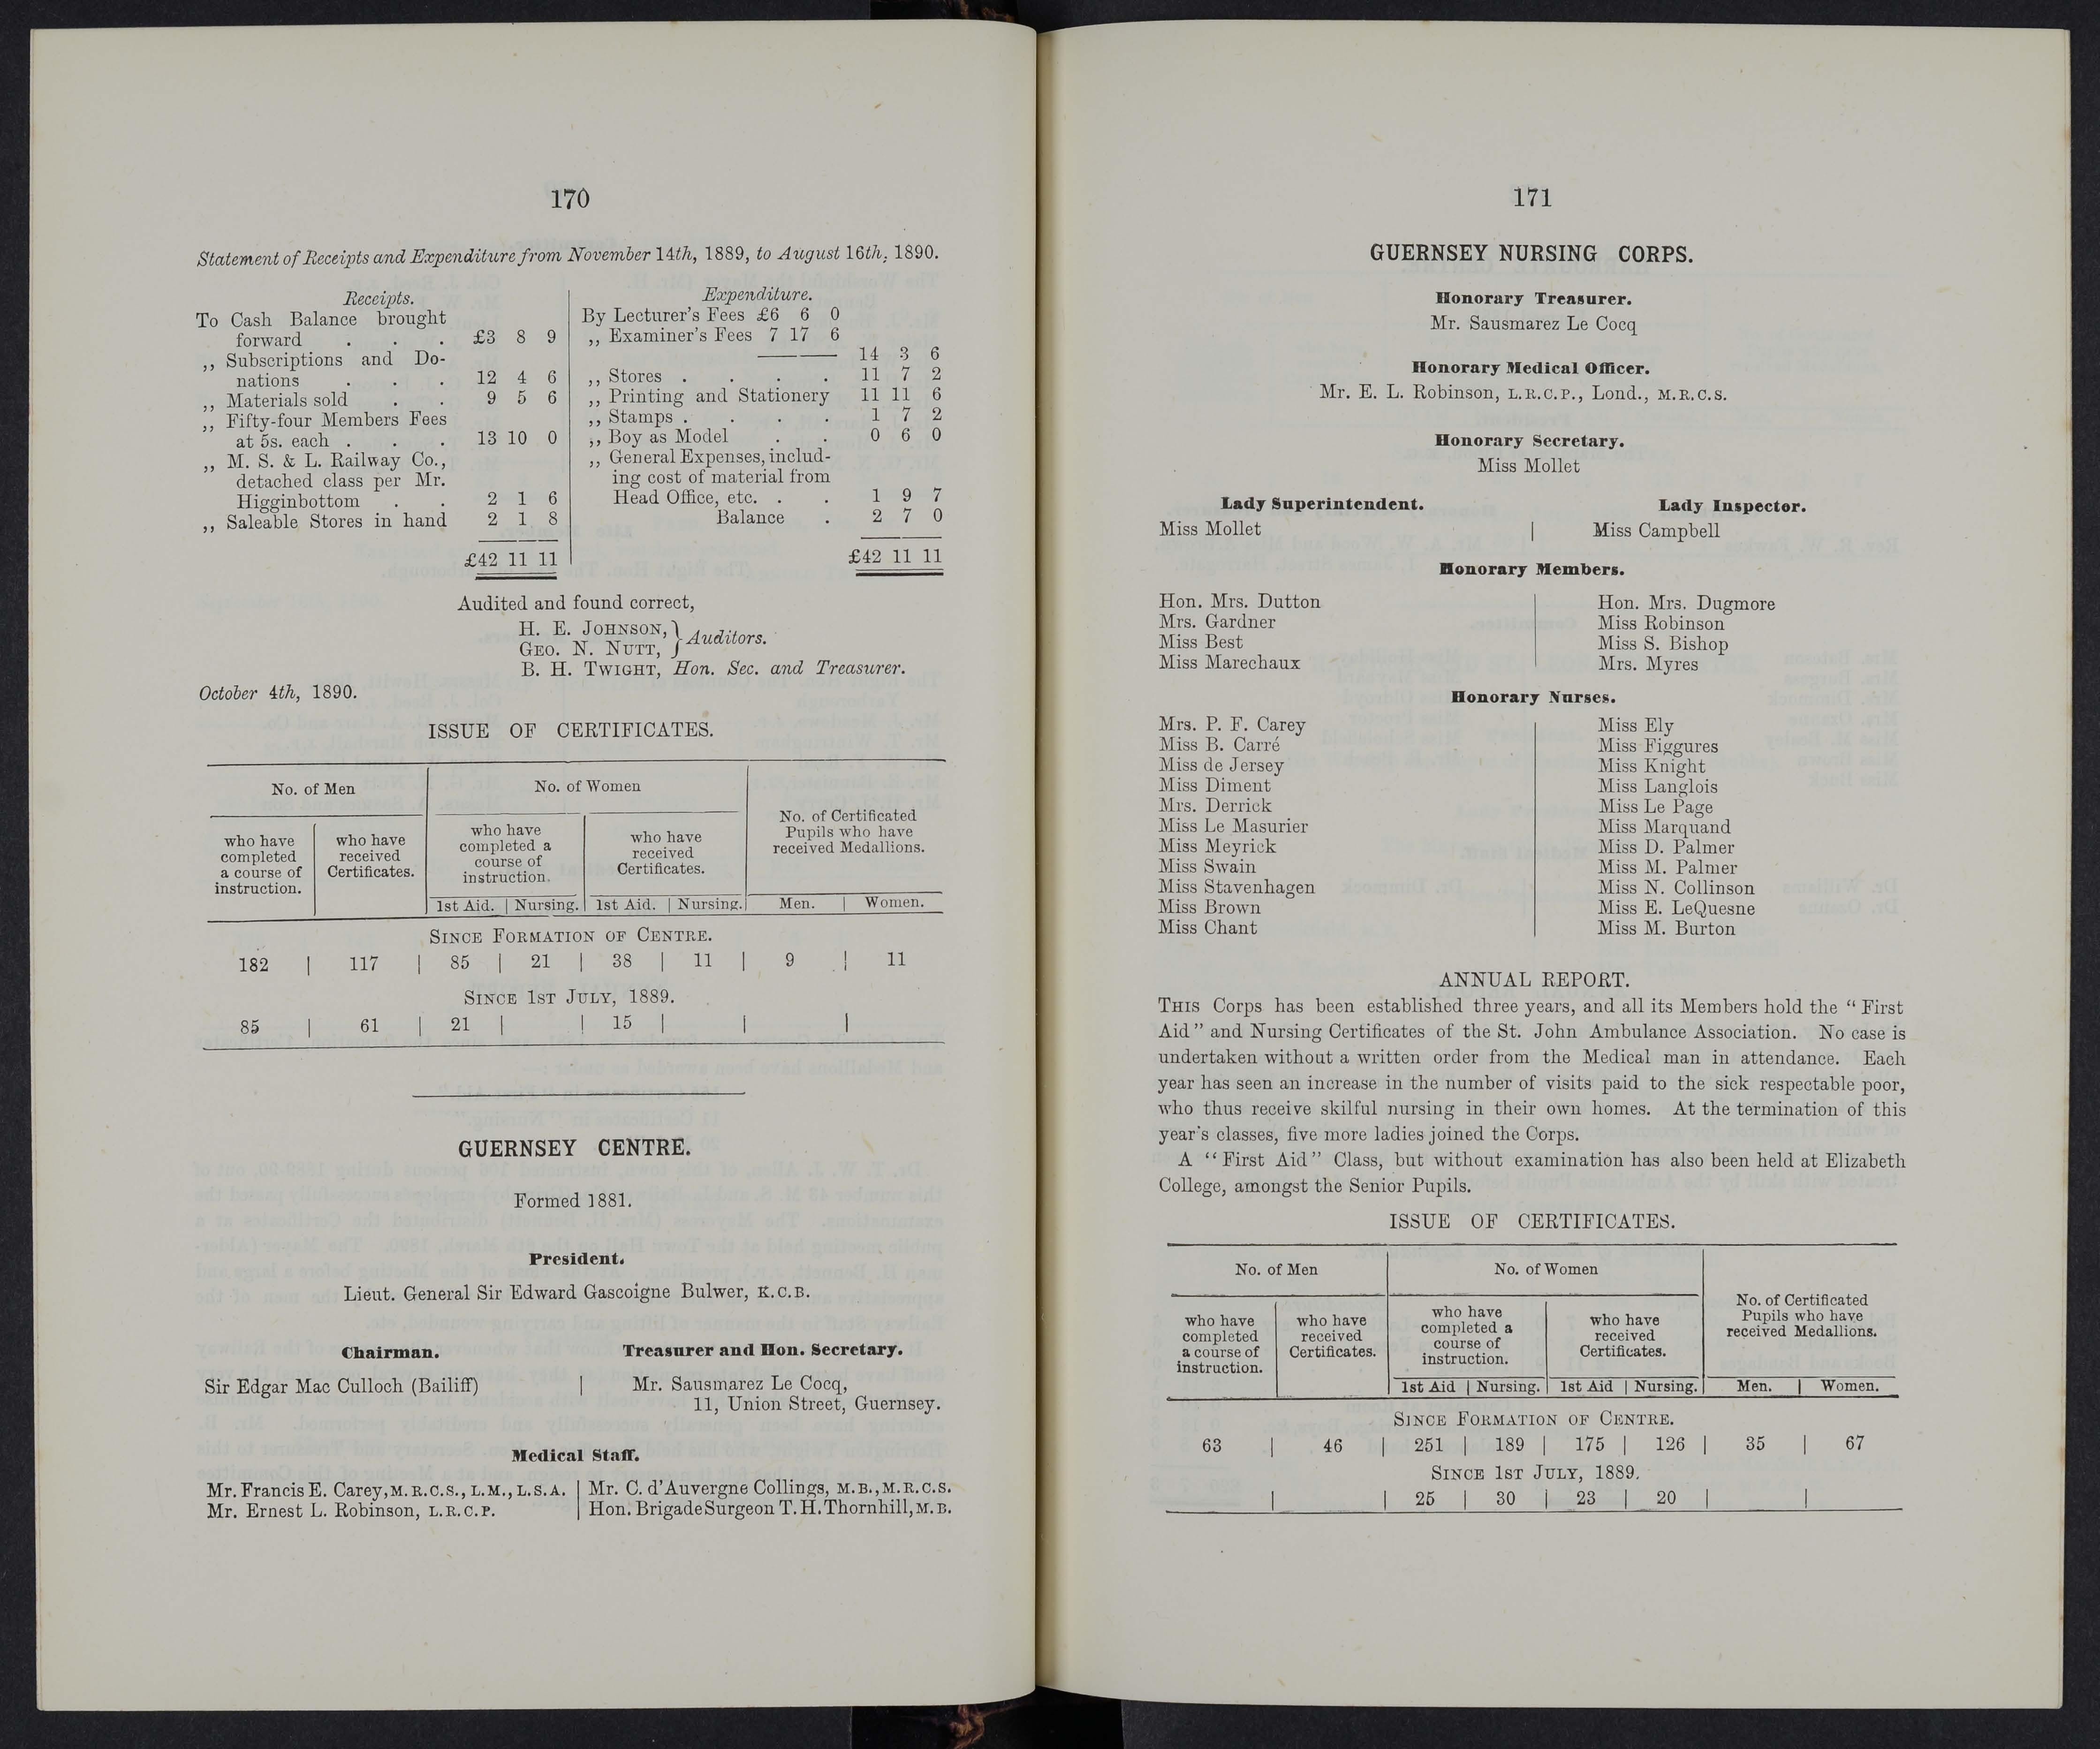 170
Statement of Receipts and Expenditure from November 14th, 1889, to August 16th, 1890.
Receipts.
To Cash Balance brought
forward . . . £3 8 9
,, Subscriptions and Do-
nations . . . 12 4 6
,, Materials sold . . 9 5 6
,, Fifty-four Members Fees
at 5s. each . . . 13 10 0
,, M. S. & L. Railway Co.,
detached class per Mr.
Higginbottom . . 2 1 6
,, Saleable Stores in hand 2 1 8
£42 11 11
Expenditure.
By Lecturer's Fees £6 6 0
,, Examiner's Fees 7 17 6
14 3 6
,, Stores . . . . 11 7 2
,, Printing and Stationery 11 11 6
,, Stamps . . . . 1 7 2
,, Boy as Model . . 0 6 0
,, General Expenses, includ-
ing cost of material from
Head Office, etc. . . 1 9 7
Balance . 2 7 0
£42 11 11
Audited and found correct,
H. E. JOHNSON, } Auditors.
GEO. N. NUTT,
B. H. TWIGHT, Hon. Sec. and Treasurer.
October 4th, 1890.
ISSUE OF CERTIFICATES.
No. of Men
No. of Women
No. of Certificated
Pupils who have
received Medallions.
who have
completed
a course of
instruction.
who have
received
Certificates.
who have
completed a
course of
instruction.
who have
received
Certificates.
1st Aid. | Nursing. | 1st Aid. | Nursing. | Men. | Women.
SINCE FORMATION OF CENTRE.
182 | 117 | 85 | 21 | 38 | 11 | 9 | 11
SINCE 1ST JULY, 1889.
85 | 61 | 21 | | 15 | | |
GUERNSEY CENTRE.
Formed 1881.
President.
Lieut. General Sir Edward Gascoigne Bulwer, K.C.B.
Chairman.
Sir Edgar Mac Culloch (Bailiff)
Treasurer and Hon. Secretary.
Mr. Sausmarez Le Cocq,
11, Union Street, Guernsey.
Medical Staff.
Mr. Francis E. Carey, M.R.C.S., L.M., L.S.A. | Mr. C. d'Auvergne Collings, M.B., M.R.C.S.
Mr. Ernest L. Robinson, L.R.C.P. | Hon. Brigade Surgeon T. H. Thornhill, M.B.
171
GUERNSEY NURSING CORPS.
Honorary Treasurer.
Mr. Sausmarez Le Cocq
Honorary Medical Officer.
Mr. E. L. Robinson, L.R.C.P., Lond., M.R.C.S.
Honorary Secretary.
Miss Mollet
Lady Superintendent.
Miss Mollet
Lady Inspector.
Miss Campbell
Honorary Members.
Hon. Mrs. Dutton
Mrs. Gardner
Miss Best
Miss Marechaux
Hon. Mrs. Dugmore
Miss Robinson
Miss S. Bishop
Mrs. Myres
Honorary Nurses.
Mrs. P. F. Carey
Miss B. Carré
Miss de Jersey
Miss Diment
Mrs. Derrick
Miss Le Masurier
Miss Meyrick
Miss Swain
Miss Stavenhagen
Miss Brown
Miss Chant
Miss Ely
Miss Figgures
Miss Knight
Miss Langlois
Miss Le Page
Miss Marquand
Miss D. Palmer
Miss M. Palmer
Miss N. Collinson
Miss E. LeQuesne
Miss M. Burton
ANNUAL REPORT.
THIS Corps has been established three years, and all its Members hold the “ First
Aid ” and Nursing Certificates of the St. John Ambulance Association. No case is
undertaken without a written order from the Medical man in attendance. Each
year has seen an increase in the number of visits paid to the sick respectable poor,
who thus receive skilful nursing in their own homes. At the termination of this
year's classes, five more ladies joined the Corps.
A “First Aid” Class, but without examination has also been held at Elizabeth
College, amongst the Senior Pupils.
ISSUE OF CERTIFICATES.
No. of Men
No. of Women
No. of Certificated
Pupils who have
received Medallions.
who have
completed
a course of
instruction.
who have
received
Certificates.
who have
completed a
course of
instruction.
who have
received
Certificates.
1st Aid | Nursing. | 1st Aid | Nursing. | Men. | Women.
SINCE FORMATION OF CENTRE.
63 | 46 | 251 | 189 | 175 | 126 | 35 | 67
SINCE 1ST JULY, 1889.
| | 25 | 30 | 23 | 20 | |